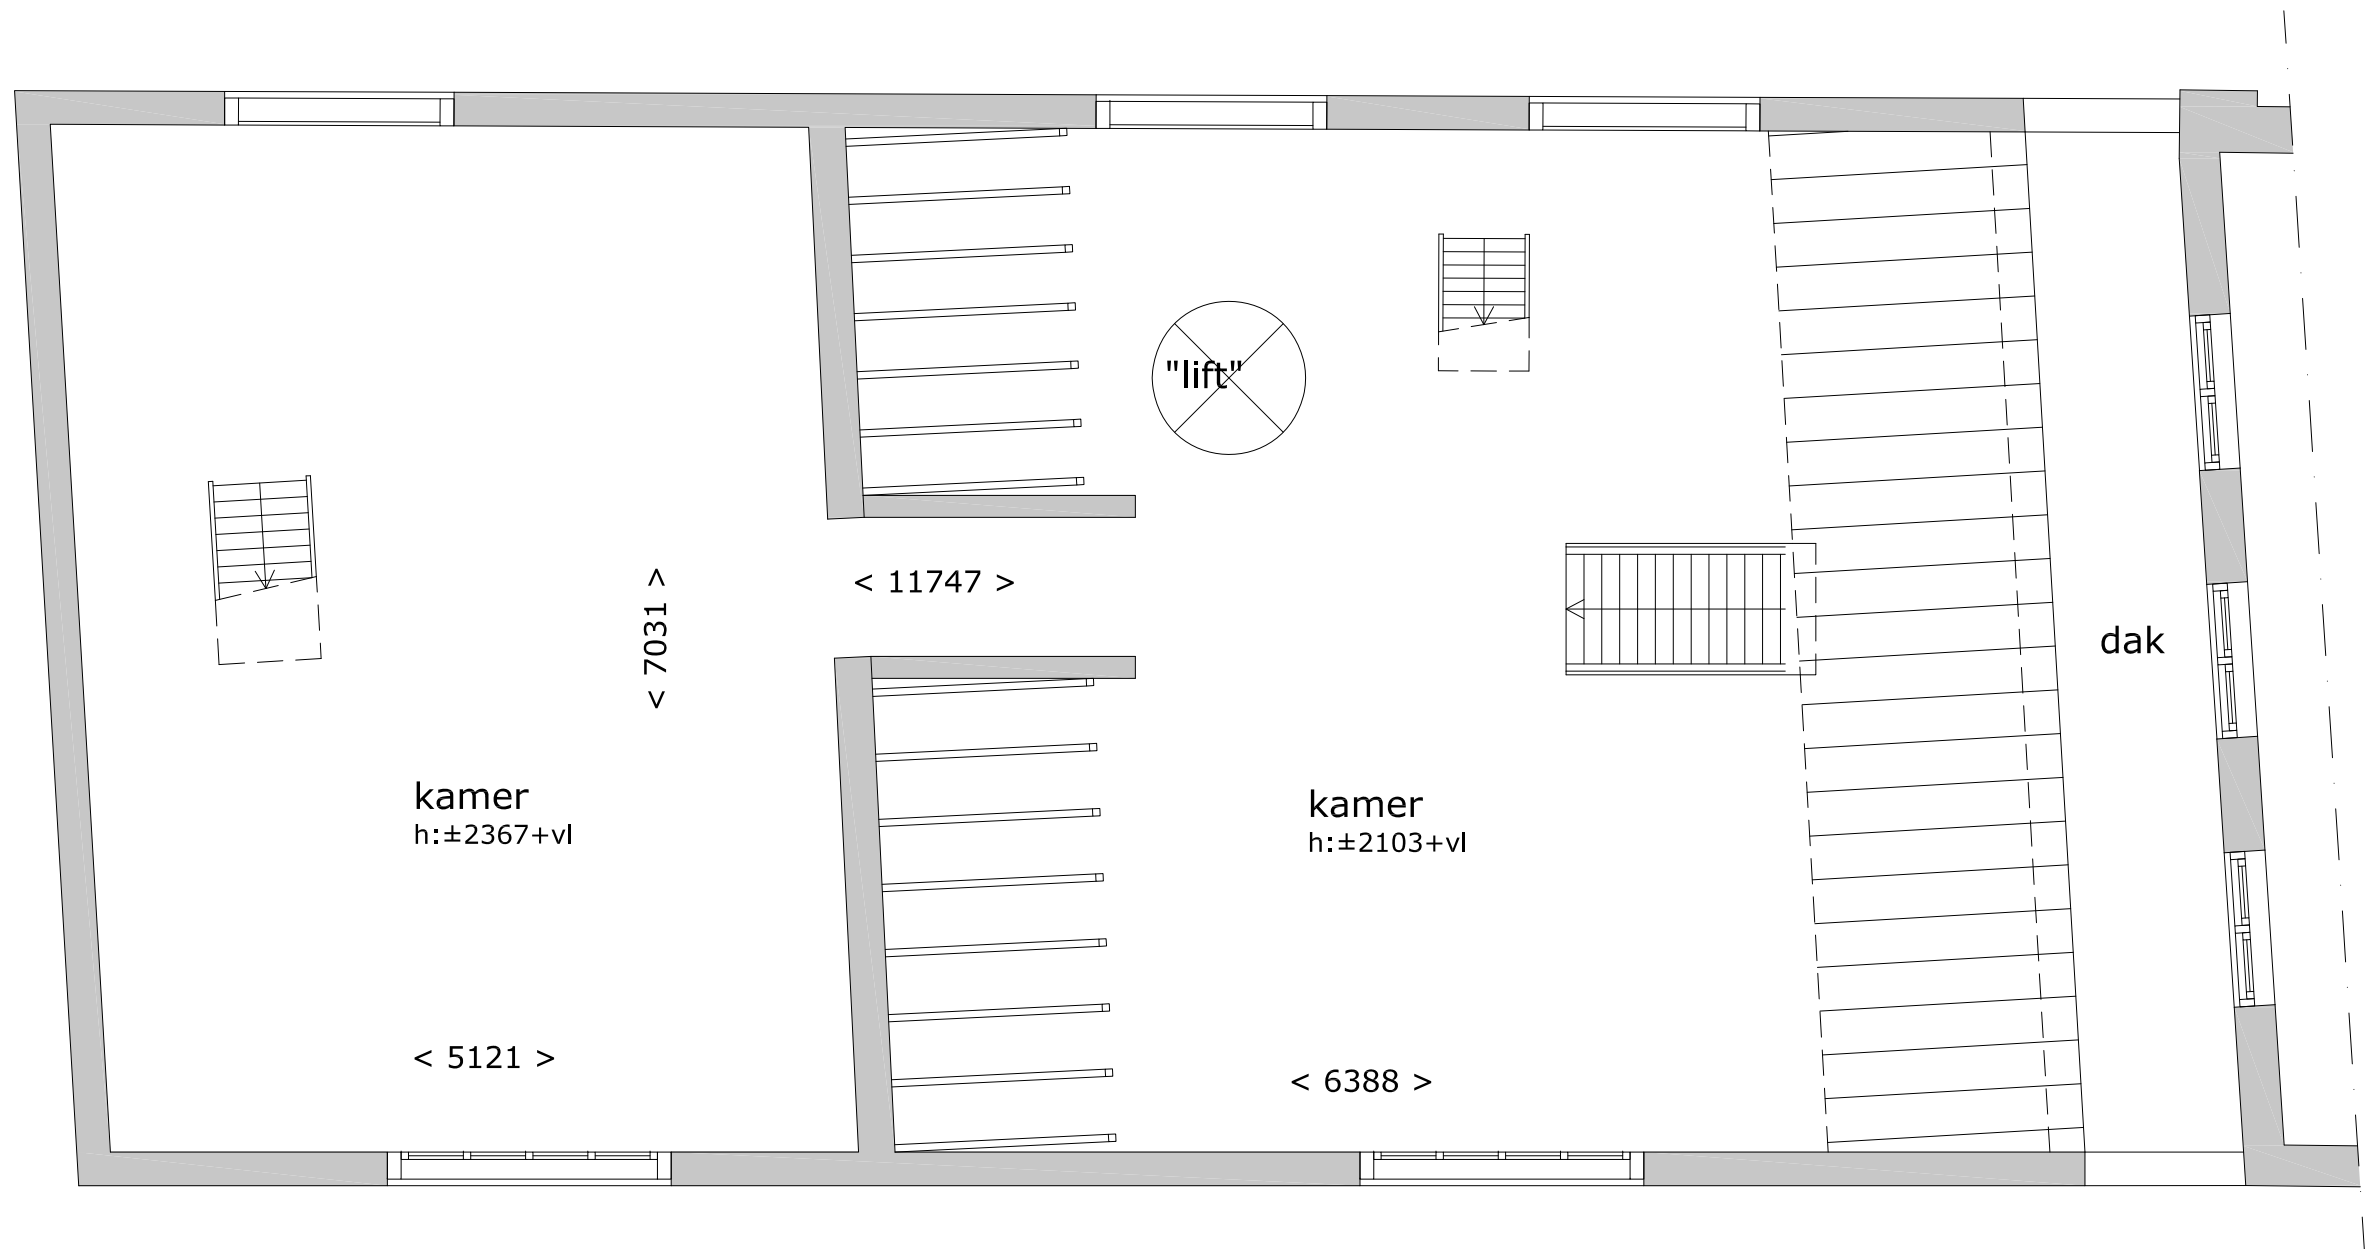 "lift"
< 11747 >
< 7031 >
dak
kamer
h:±2367+vl
kamer
h:±2103+vl
< 5121 >
< 6388 >